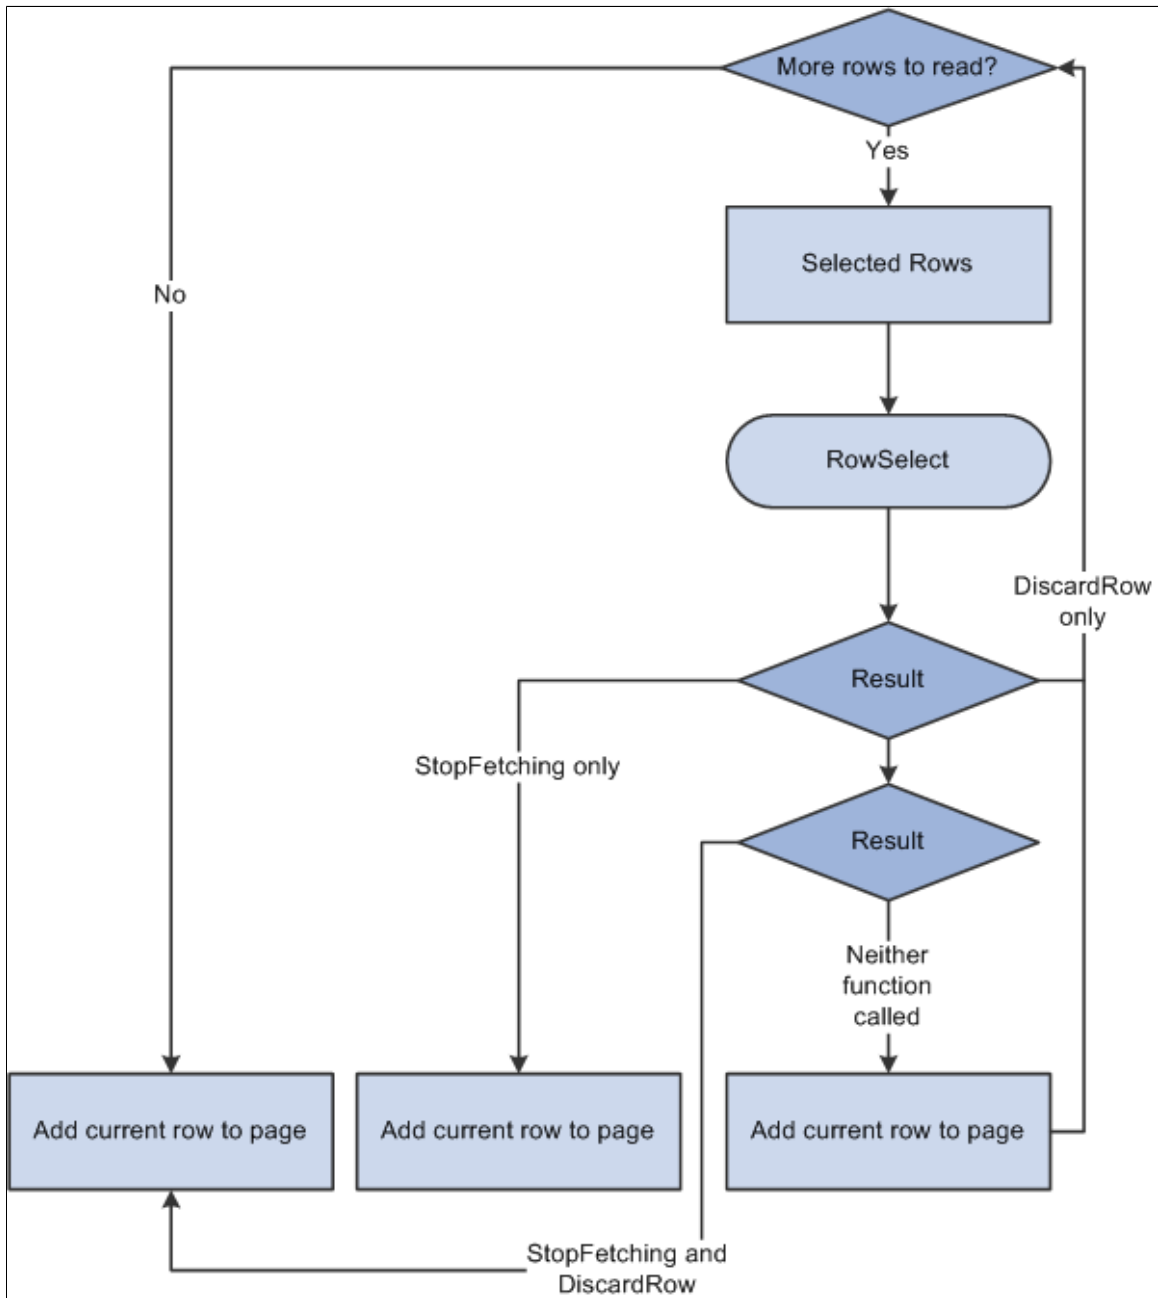 More rows to read?
Yes
Selected Rows
No
RowSelect
DiscardRow
only
Result
StopFetching only
Result
Neither
function
called
Add current row to page
Add current row to page
Add current row to page
StopFetching and
DiscardRow